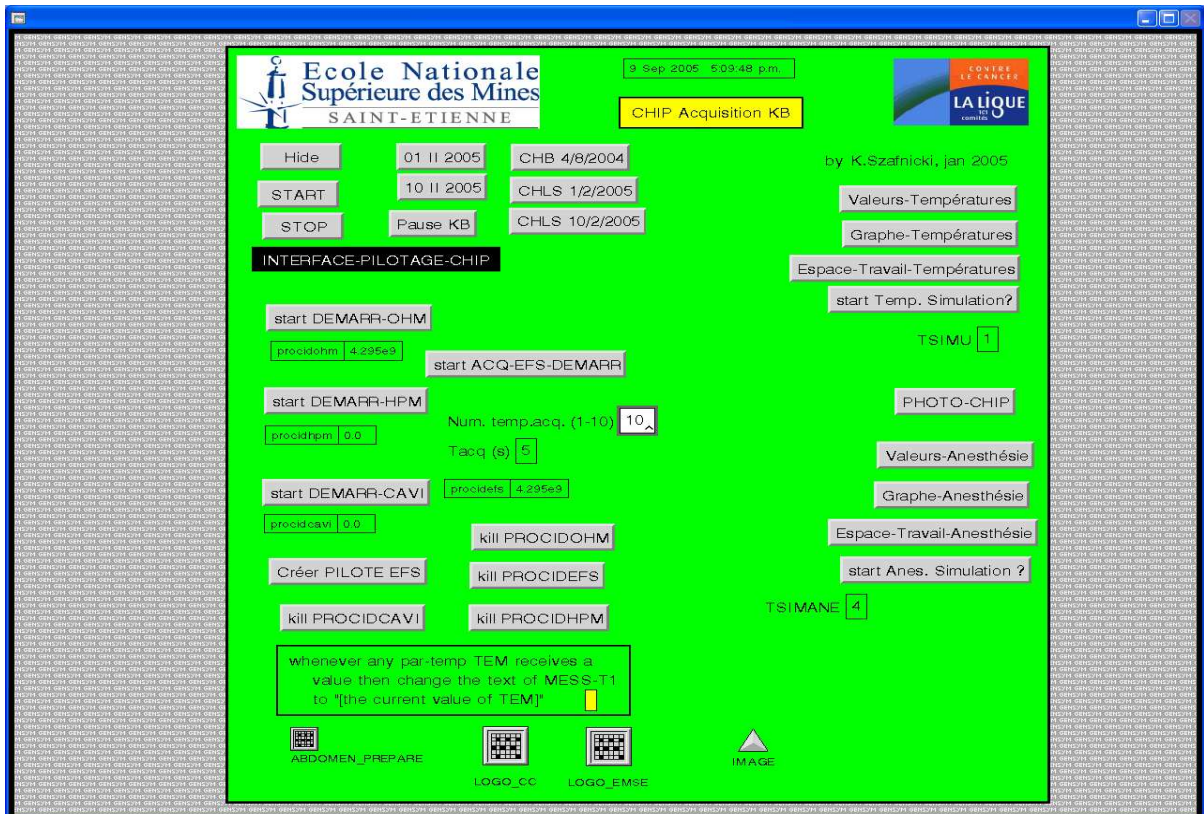 Ecole Nationale
Supérieure des Mines
SAINT-ETIENNE
9 Sep 2005 5:09:48 p.m.
CHIP Acquisition KB
CONTRE
LE CANCER
LA LIGUE
comités
by K.Szafnicki, jan 2005
Hide
01 II 2005
CHB 4/8/2004
START
10 II 2005
CHLS 1/2/2005
STOP
Pause KB
CHLS 10/2/2005
INTERFACE-PILOTAGE-CHIP
Valeurs-Températures
Graphe-Températures
Espace-Travail-Températures
start Temp. Simulation?
TSIMU 1
start DEMARR-OHM
procidohm 4.295e9
start ACQ-EFS-DEMARR
start DEMARR-HPM
procidhpm 0.0
Num. temp.acq. (1-10) 10
Tacq (s) 5
start DEMARR-CAVI
procidefs 4.295e9
procidcavi 0.0
PHOTO-CHIP
Valeurs-Anesthésie
Graphe-Anesthésie
Espace-Travail-Anesthésie
start Anes. Simulation ?
TSIMANE 4
kill PROCIDOHM
Créer PILOTE EFS
kill PROCIDEFS
kill PROCIDCAVI
kill PROCIDHPM
whenever any par-temp TEM receives a
value then change the text of MESS-T1
to "[the current value of TEM]"
ABDOMEN_PREPARE
LOGO_CC
LOGO_EMSE
IMAGE